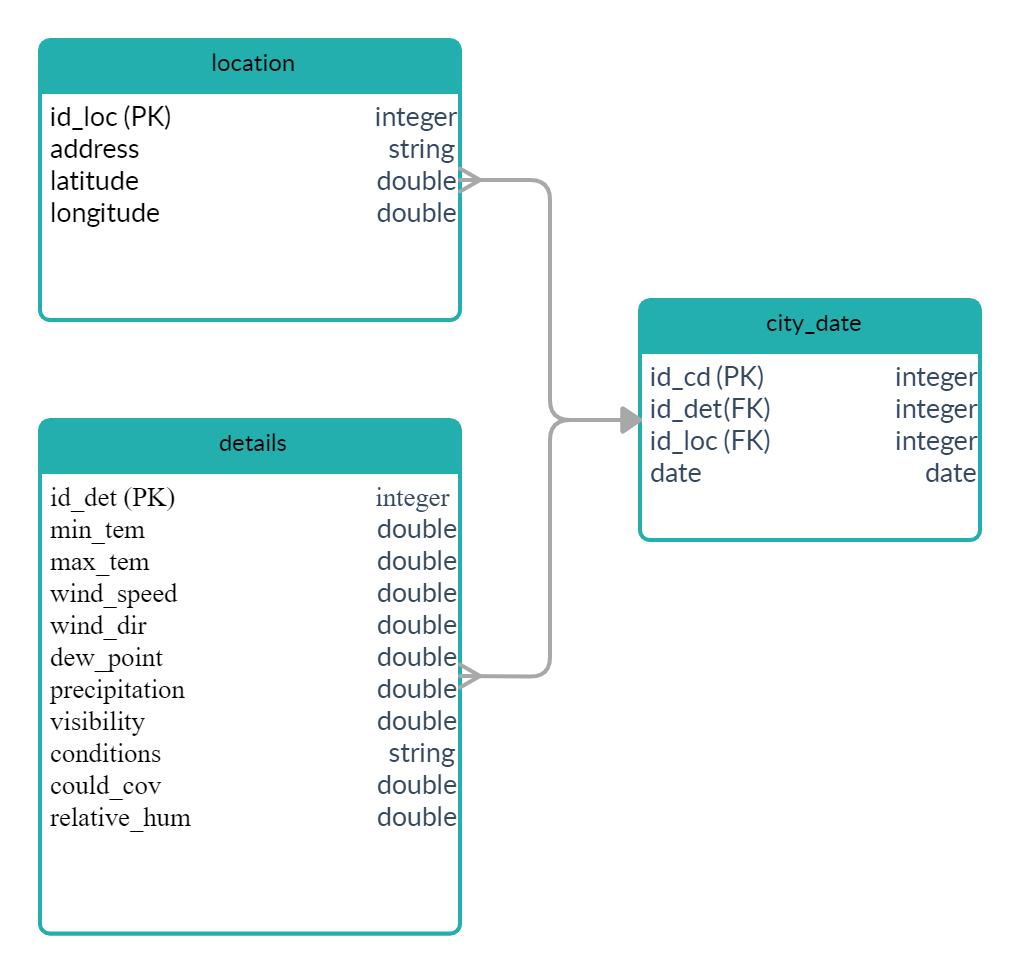 location
id_loc (PK) integer
address string
latitude double
longitude double
city_date
id_cd (PK) integer
id_det(FK) integer
id_loc (FK) integer
date date
details
id_det (PK) integer
min_tem double
max_tem double
wind_speed double
wind_dir double
dew_point double
precipitation double
visibility double
conditions string
could_cov double
relative_hum double